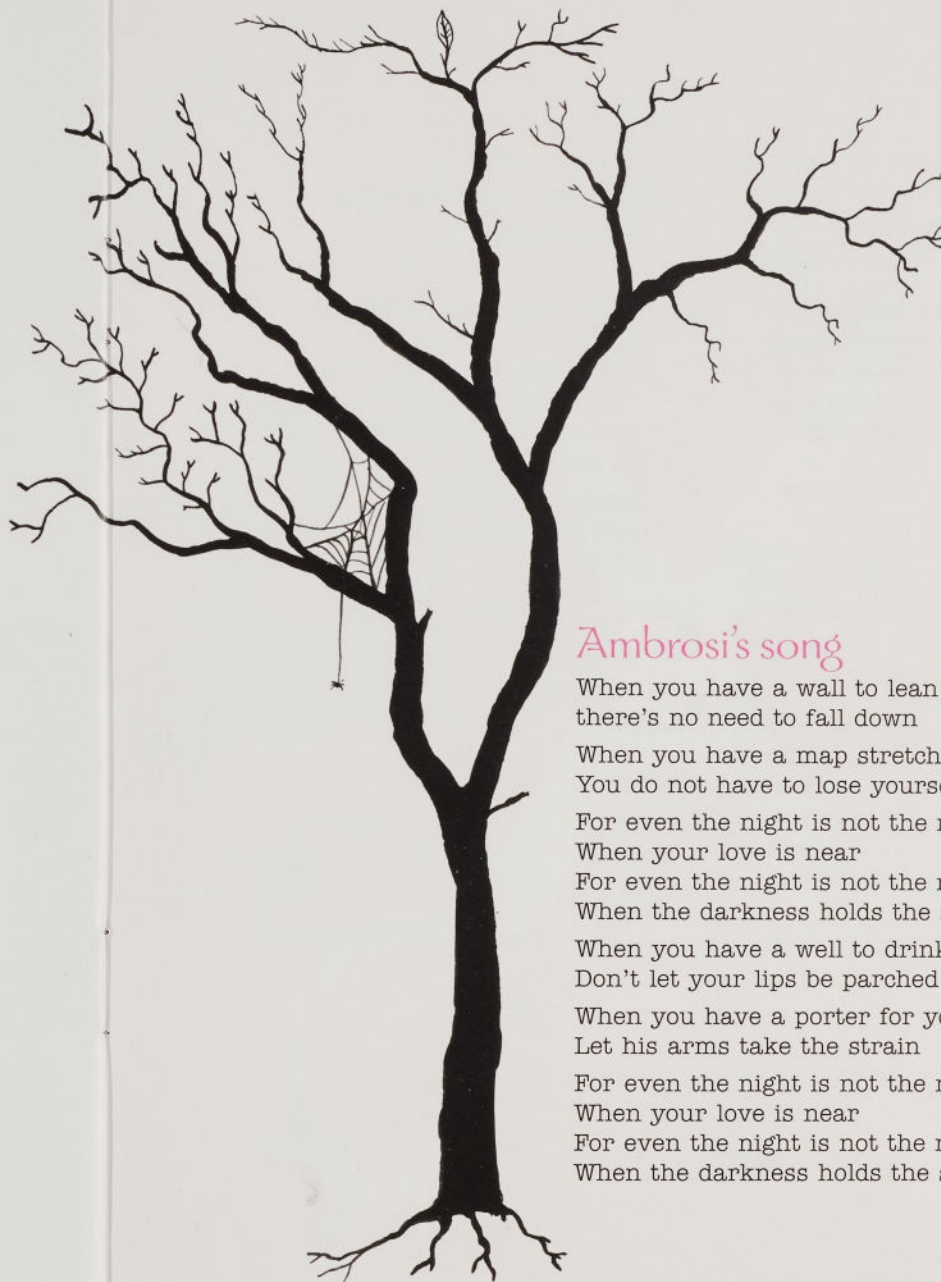 Ambrosi's song
When you have a wall to lean
there's no need to fall down
When you have a map stretch
You do not have to lose yourse
For even the night is not the
When your love is near
For even the night is not the
When the darkness holds the
When you have a well to drink
Don't let your lips be parched
When you have a porter for yo
Let his arms take the strain
For even the night is not the
When your love is near
For even the night is not the
When the darkness holds the